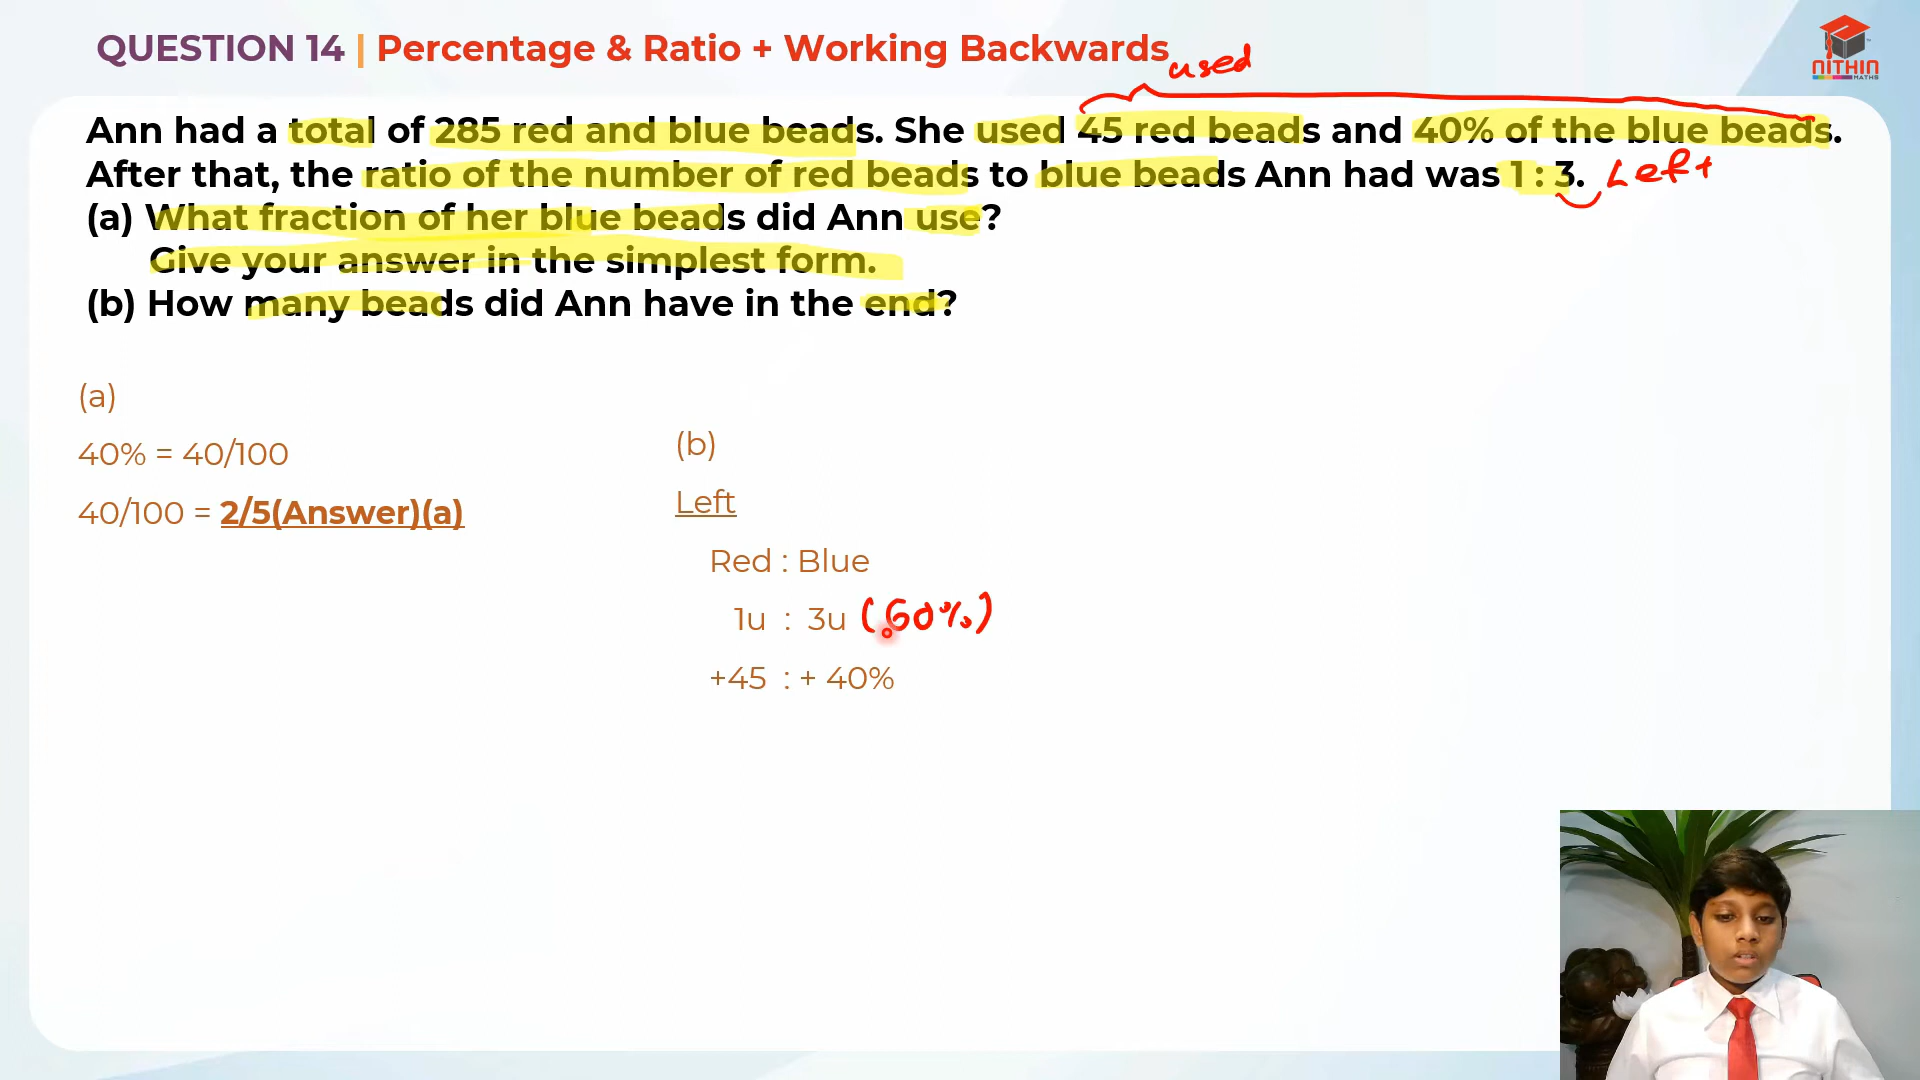 QUESTION 14 | Percentage & Ratio + Working Backwards
used
NITHIN
MATHS
Ann had a total of 285 red and blue beads. She used 45 red beads and 40% of the blue beads.
After that, the ratio of the number of red beads to blue beads Ann had was 1 : 3. Left
(a) What fraction of her blue beads did Ann use?
Give your answer in the simplest form.
(b) How many beads did Ann have in the end?
(a)
40% = 40/100
40/100 = 2/5(Answer)(a)
(b)
Left
Red : Blue
1u : 3u (60%)
+45 : + 40%